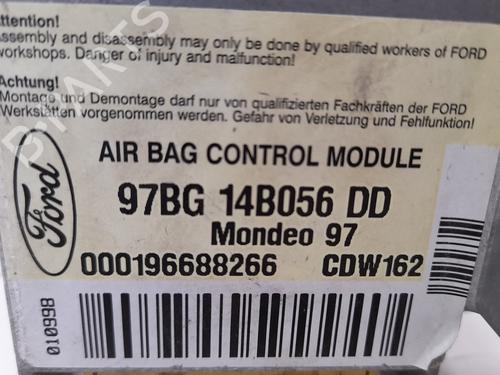 Attention!
Assembly and disassembly may only be done by qualified workers of FORD
workshops. Danger of injury and malfunction!
Achtung!
Montage und Demontage darf nur von qualifizierten Fachkräften der FORD
Werkstätten vorgenommen werden. Gefahr von Verletzung und Fehlfunktion!
Ford
AIR BAG CONTROL MODULE
97BG 14B056 DD
Mondeo 97
000196688266 CDW162
010998